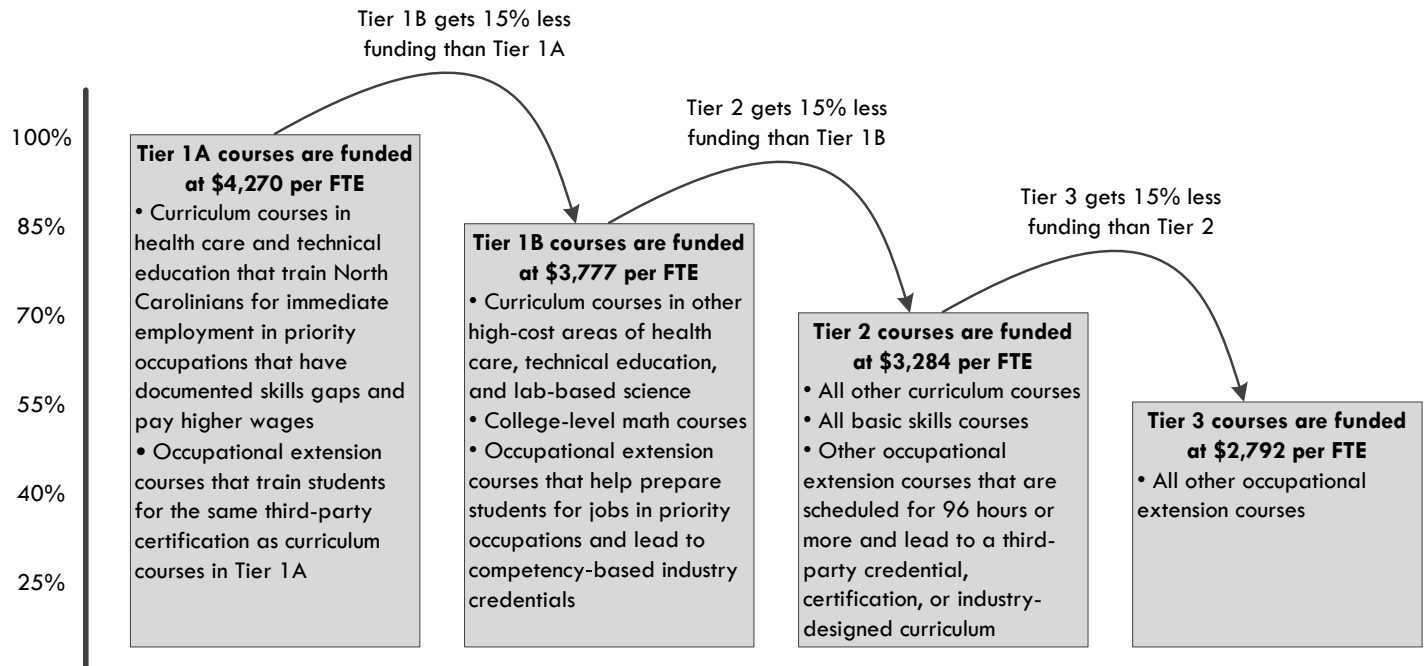 Tier 1B gets 15% less
funding than Tier 1A
Tier 2 gets 15% less
funding than Tier 1B
Tier 3 gets 15% less
funding than Tier 2
100%
85%
70%
55%
40%
25%
Tier 1A courses are funded
at $4,270 per FTE
• Curriculum courses in
health care and technical
education that train North
Carolinians for immediate
employment in priority
occupations that have
documented skills gaps and
pay higher wages
• Occupational extension
courses that train students
for the same third-party
certification as curriculum
courses in Tier 1A
Tier 1B courses are funded
at $3,777 per FTE
• Curriculum courses in other
high-cost areas of health
care, technical education,
and lab-based science
• College-level math courses
• Occupational extension
courses that help prepare
students for jobs in priority
occupations and lead to
competency-based industry
credentials
Tier 2 courses are funded
at $3,284 per FTE
• All other curriculum courses
• All basic skills courses
• Other occupational
extension courses that are
scheduled for 96 hours or
more and lead to a third-
party credential,
certification, or industry-
designed curriculum
Tier 3 courses are funded
at $2,792 per FTE
• All other occupational
extension courses